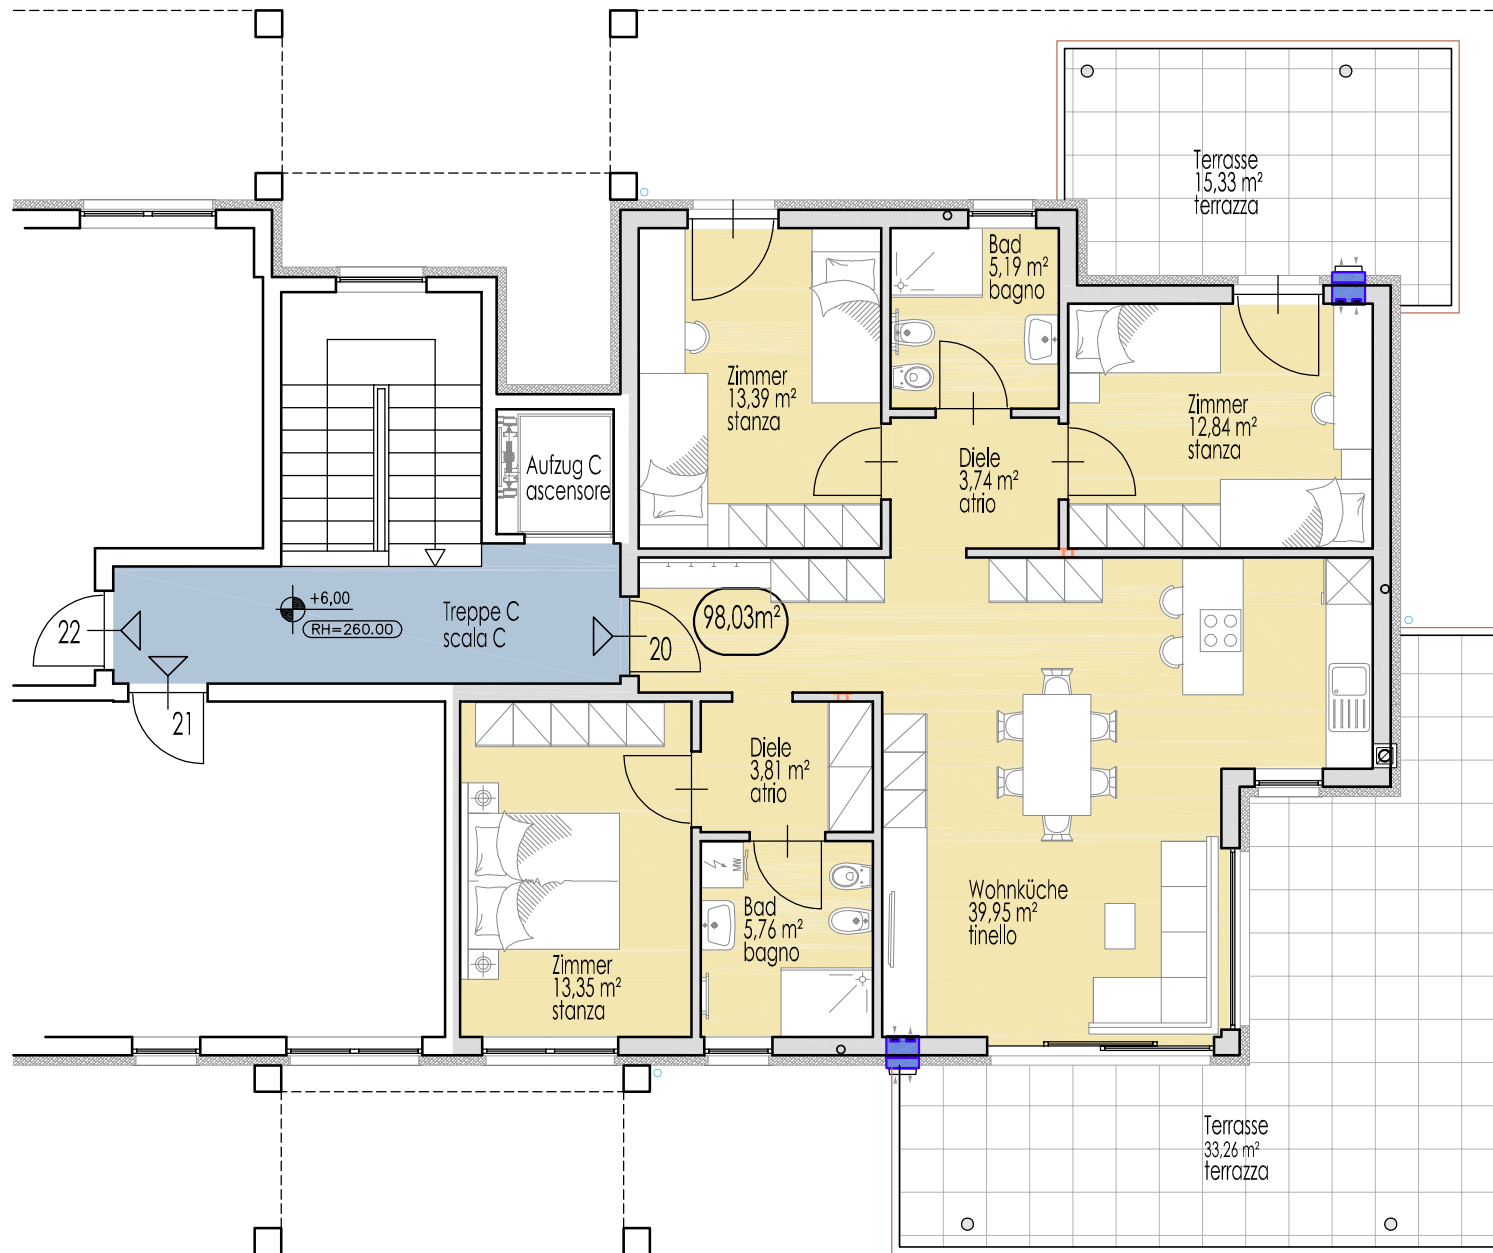 Terrasse
15,33 m²
terrazza
Bad
5,19 m²
bagno
Zimmer
13,39 m²
stanza
Zimmer
12,84 m²
stanza
Diele
3,74 m²
atrio
Aufzug C
ascensore
+6,00
RH=260.00
Treppe C
scala C
22
21
20
98,03m²
Diele
3,81 m²
atrio
MW
Bad
5,76 m²
bagno
Zimmer
13,35 m²
stanza
Wohnküche
39,95 m²
tinello
Terrasse
33,26 m²
terrazza